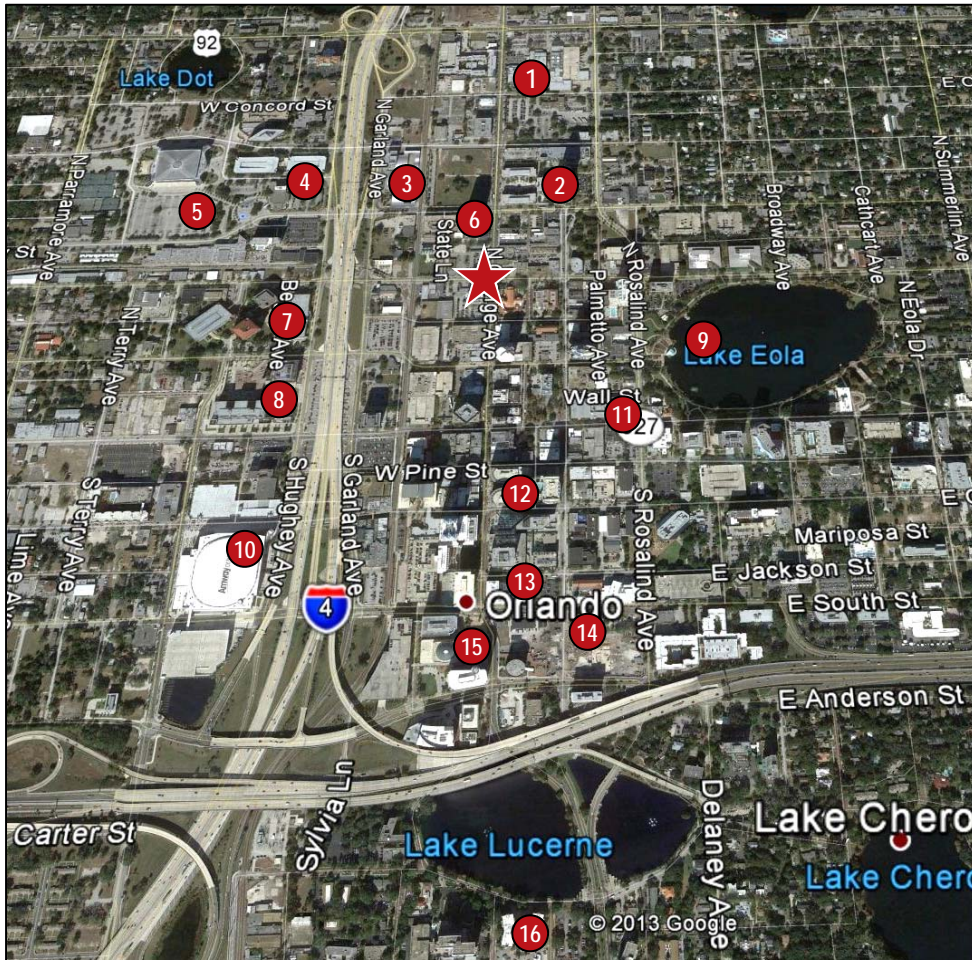 92
Lake Dot
1
E
W Concord St
N Garland Ave
N Paramore Ave
N Summerlin Ave
3
4
2
Broadway Ave
Cathcart Ave
5
6
St
State Ln
N Rosalind Ave
Palmetto Ave
N Eola Dr
7
Ave
N Terry Ave
9
Lake Eola
8
Wall St
11
27
W Pine St
12
S Terry Ave
S Hughey Ave
S Garland Ave
S Rosalind Ave
E
Mariposa St
10
Amway
E Jackson St
13
4
Orlando
E South St
14
15
E Anderson St
Sylvia Ln
Delaney Ave
Carter St
Lake Lucerne
Lake Chero
Lake Chero
16
© 2013 Google